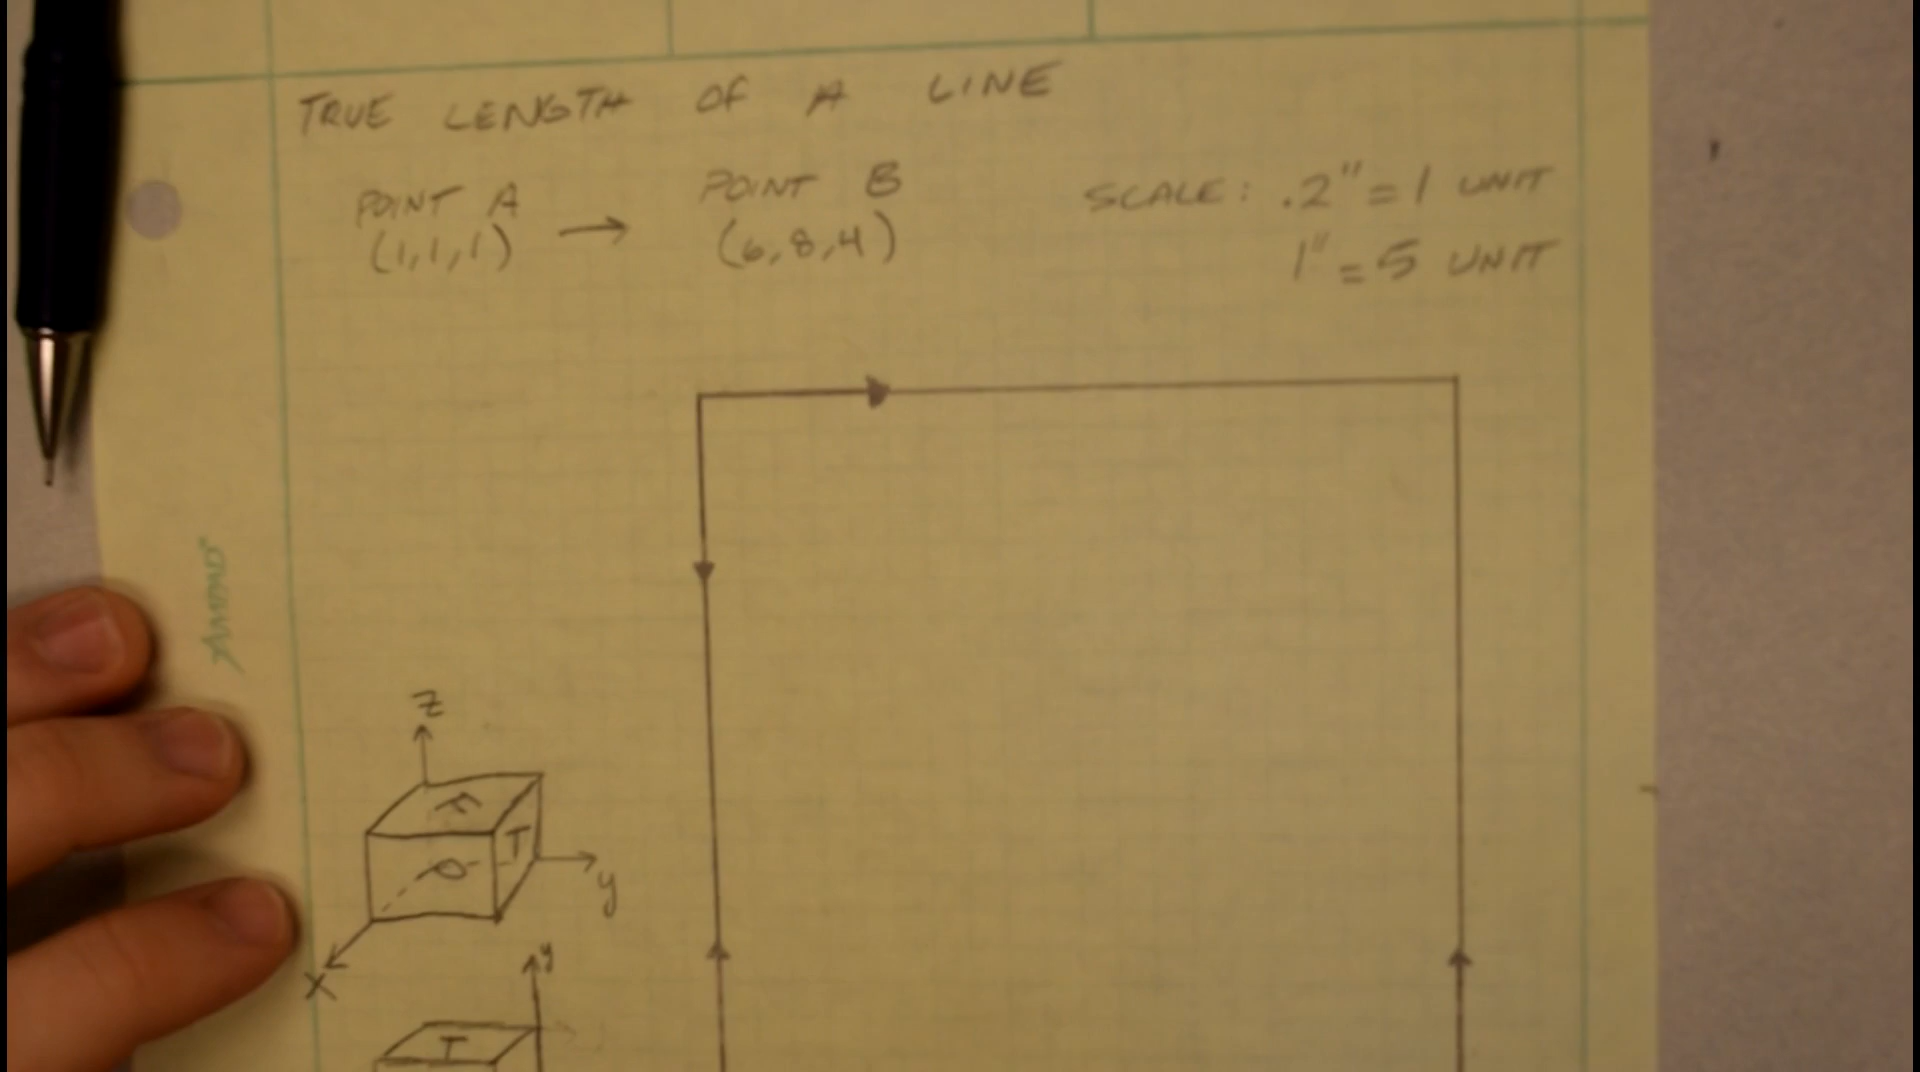 TRUE LENGTH OF A LINE
POINT A → POINT B
(1,1,1) (6,8,4)
SCALE: .2" = 1 UNIT
1" = 5 UNIT
AMPAD
Z
T
y
X
y
T